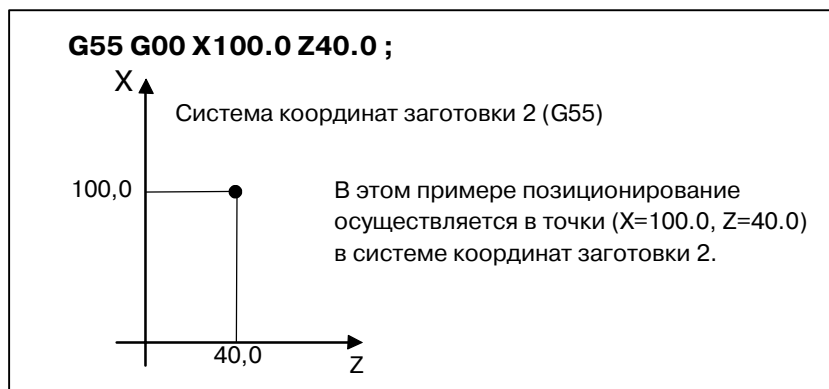 G55 G00 X100.0 Z40.0 ;
X
Система координат заготовки 2 (G55)
100,0
В этом примере позиционирование
осуществляется в точки (X=100.0, Z=40.0)
в системе координат заготовки 2.
40,0
Z